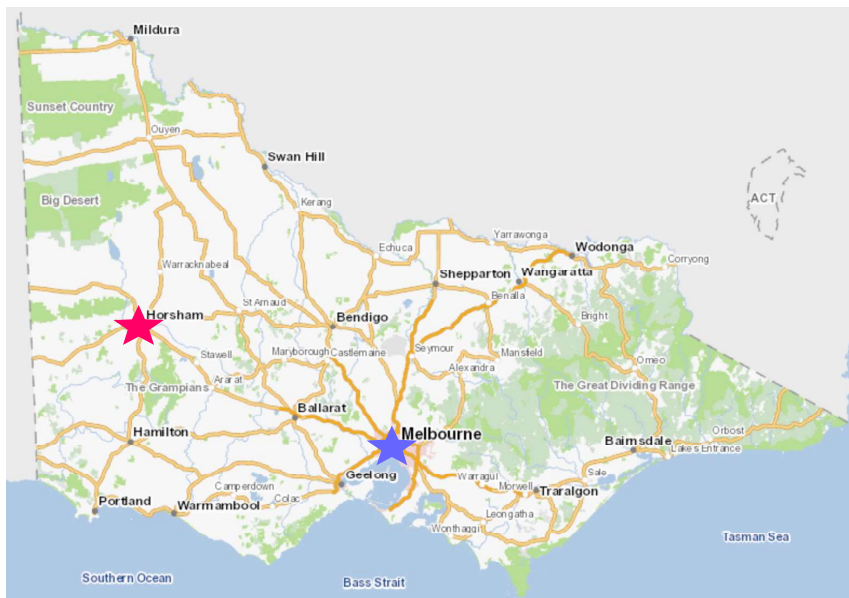 Mildura
Sunset Country
Ouyen
Swan Hill
Big Desert
Kerang
ACT
Yarrawonga
Echuca
Wodonga
Corryong
Warracknabeal
Shepparton
Wangaratta
St Arnaud
Benalla
Horsham
Bendigo
Bright
Stawell
Maryborough
Castlemane
Seymour
Mansfield
Omeo
Alexandra
The Grampians
Ararat
The Great Dividing Range
Ballarat
Hamilton
Melbourne
Orbost
Bairnsdale
Lake's Entrance
Geelong
Warragul
Sale
Camperdown
Colac
Morwell
Traralgon
Portland
Warrnambool
Leongatha
Wonthaggi
Tasman Sea
Southern Ocean
Bass Strait